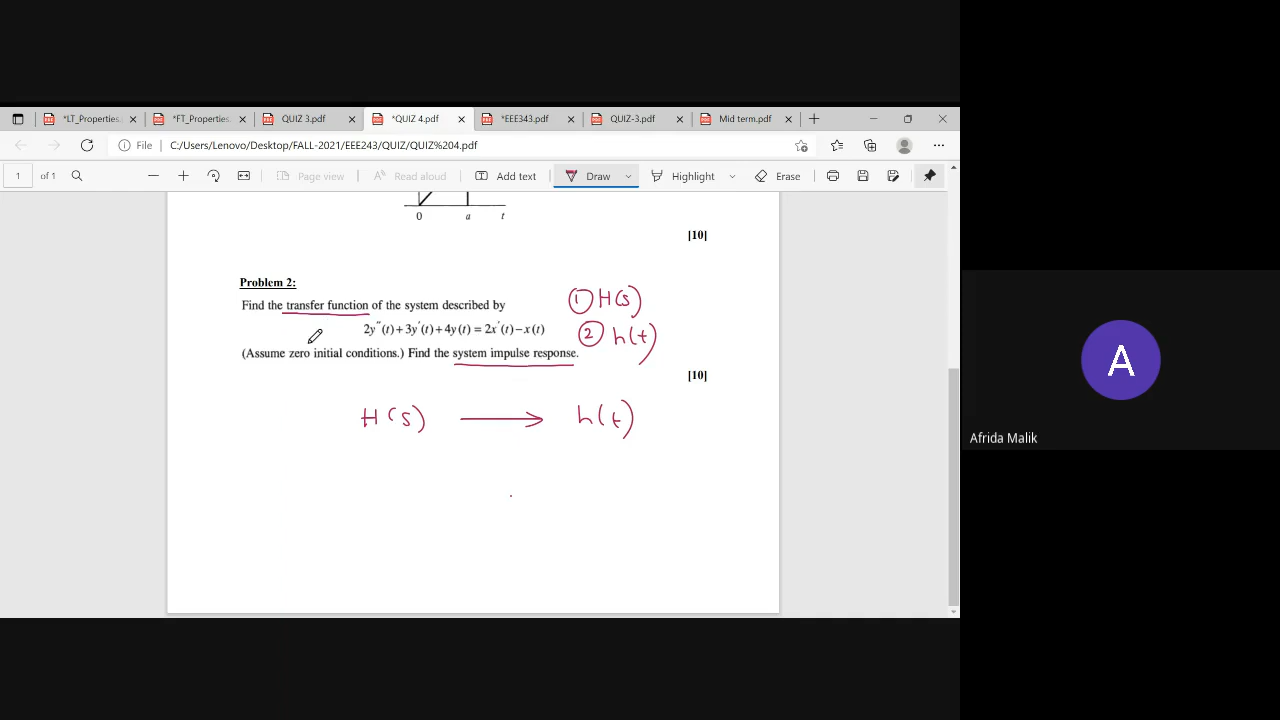 *LT_Properties.
*FT_Properties.
QUIZ 3.pdf
*QUIZ 4.pdf
*EEE343.pdf
QUIZ-3.pdf
Mid term.pdf
File C:/Users/Lenovo/Desktop/FALL-2021/EEE243/QUIZ/QUIZ%204.pdf
1 of 1 Page view Read aloud Add text Draw Highlight Erase
0 a t
[10]
Problem 2:
Find the transfer function of the system described by
① H(s)
2y″(t)+3y′(t)+4y(t)=2x′(t)−x(t)
② h(t)
(Assume zero initial conditions.) Find the system impulse response.
[10]
H(s) ⟶ h(t)
A
Afrida Malik